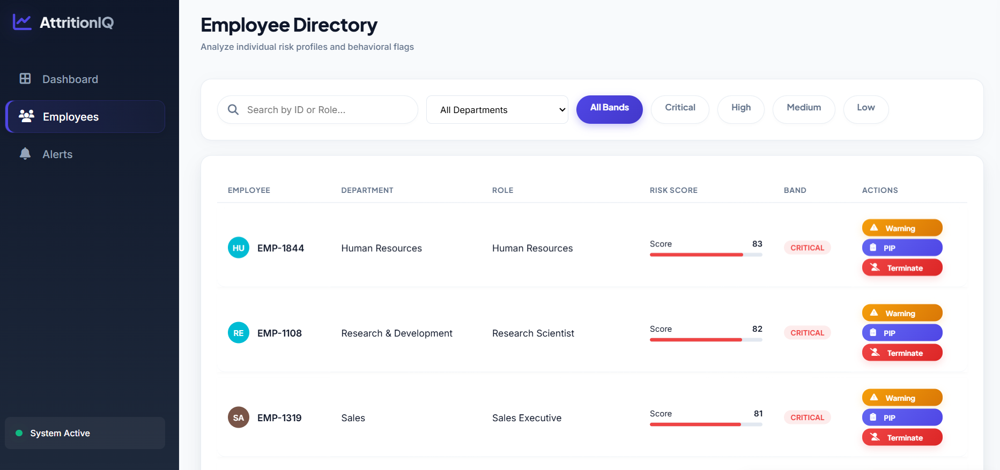 AttritionIQ
Dashboard
Employees
Alerts
System Active
Employee Directory
Analyze individual risk profiles and behavioral flags
Search by ID or Role...
All Departments
All Bands
Critical
High
Medium
Low
EMPLOYEE DEPARTMENT ROLE RISK SCORE BAND ACTIONS
HU EMP-1844 Human Resources Human Resources Score 83 CRITICAL
Warning
PIP
Terminate
RE EMP-1108 Research & Development Research Scientist Score 82 CRITICAL
Warning
PIP
Terminate
SA EMP-1319 Sales Sales Executive Score 81 CRITICAL
Warning
PIP
Terminate